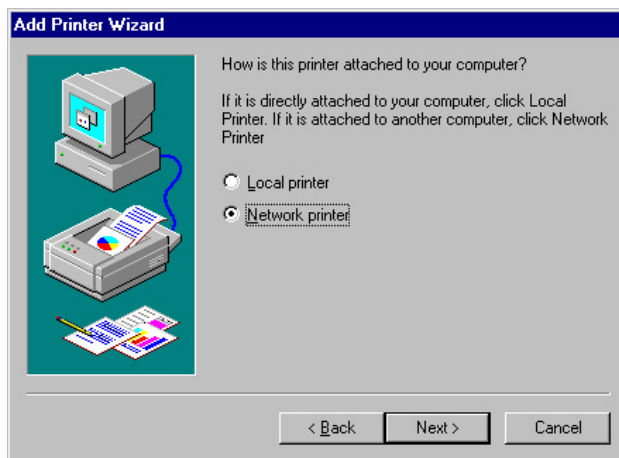 Add Printer Wizard
How is this printer attached to your computer?
If it is directly attached to your computer, click Local
Printer. If it is attached to another computer, click Network
Printer
Local printer
Network printer
< Back
Next >
Cancel